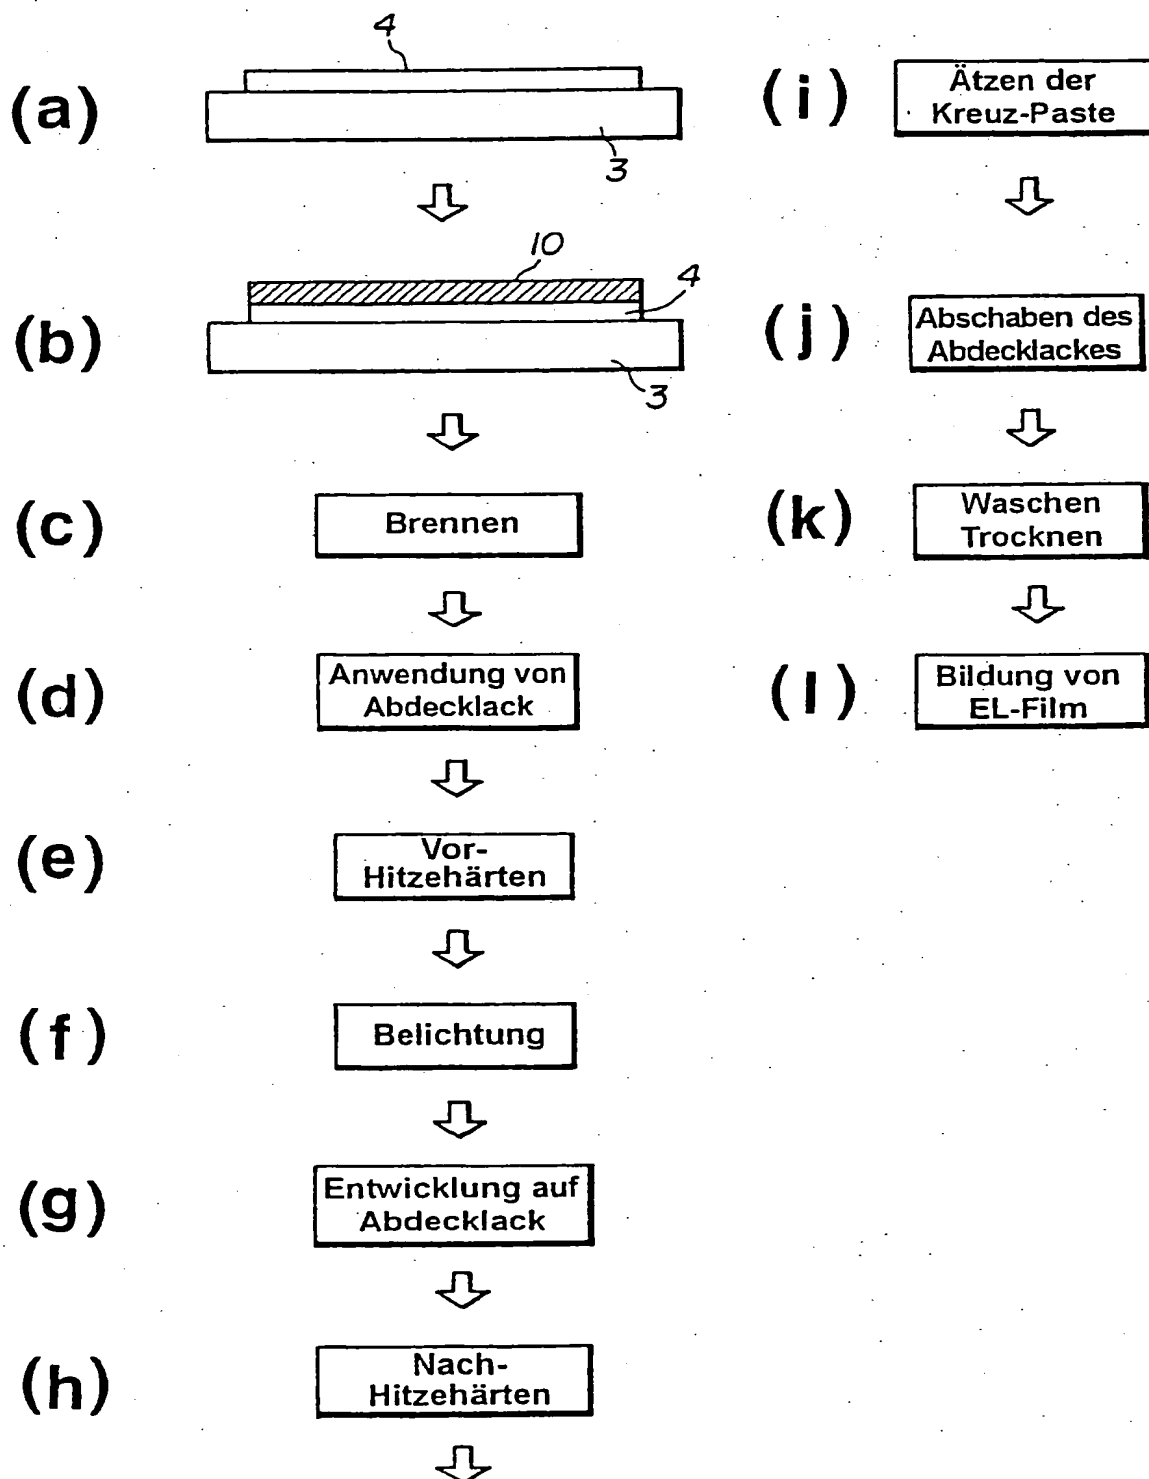 (a)
4
3
(b)
10
4
3
(c)
Brennen
(d)
Anwendung von
Abdecklack
(e)
Vor-
Hitzehärten
(f)
Belichtung
(g)
Entwicklung auf
Abdecklack
(h)
Nach-
Hitzehärten
(i)
Ätzen der
Kreuz-Paste
(j)
Abschaben des
Abdecklackes
(k)
Waschen
Trocknen
(l)
Bildung von
EL-Film